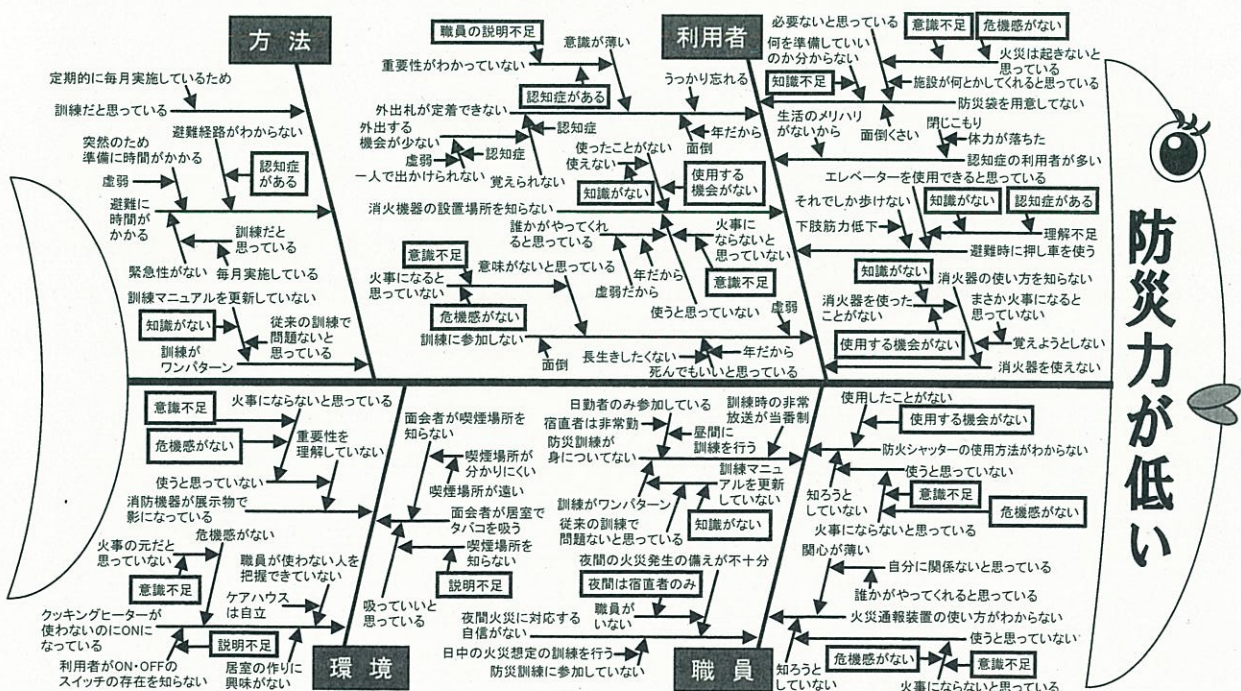 方法
定期的に毎月実施しているため
訓練だと思っている
突然のため
準備に時間がかかる
避難経路がわからない
認知症
がある
虚弱
避難に
時間が
かかる
訓練だと
思っている
緊急性がない
毎月実施している
訓練マニュアルを更新していない
知識がない
従来の訓練で
問題ないと
思っている
訓練が
ワンパターン
利用者
職員の説明不足
意識が薄い
重要性がわかっていない
認知症がある
うっかり忘れる
外出札が定着できない
年だから
面倒
外出する
機会が少ない
認知症
虚弱
認知症
一人で出かけられない
覚えられない
使ったことがない
使えない
知識がない
使用する
機会がない
消火機器の設置場所を知らない
誰かがやってくれ
ると思っている
火事に
ならないと
思っていない
年だから
虚弱だから
意識不足
使うと思っていない
意識不足
意味がないと思っている
火事になると
思っていない
危機感がない
訓練に参加しない
面倒
虚弱
長生きしたくない
年だから
死んでもいいと思っている
必要ないと思っている
意識不足
危機感がない
何を準備していい
のか分からない
火災は起きないと
思っている
知識不足
施設が何とかしてくれると思っている
防災袋を用意してない
面倒くさい
生活のメリハリ
がないから
閉じこもり
体力が落ちた
認知症の利用者が多い
エレベーターを使用できると思っている
それでしか歩けない
知識がない
認知症がある
下肢筋力低下
理解不足
避難時に押し車を使う
知識がない
消火器の使い方を知らない
消火器を使った
ことがない
まさか火事になると
思っていない
使用する機会がない
覚えようとしない
消火器を使えない
防災力が低い
意識不足
火事にならないと思っている
危機感がない
重要性を
理解していない
使うと思っていない
消防機器が展示物で
影になっている
危機感がない
火事の元だと
思っていない
意識不足
職員が使わない人を
把握できていない
ケアハウス
は自立
クッキングヒーターが
使わないのにONに
なっている
説明不足
利用者がON・OFFの
スイッチの存在を知らない
居室の作りに
興味がない
環境
面会者が喫煙場所を
知らない
喫煙場所が
分かりにくい
喫煙場所が遠い
面会者が居室で
タバコを吸う
喫煙場所を
知らない
説明不足
吸っていいと
思っている
日勤者のみ参加している
訓練時の非常
放送が当番制
宿直者は非常勤
昼間に
訓練を行う
防災訓練が
身についてない
訓練マニュ
アルを更新
していない
訓練がワンパターン
知識がない
従来の訓練で
問題ないと思っている
夜間の火災発生の備えが不十分
夜間は宿直者のみ
職員が
いない
夜間火災に対応する
自信がない
日中の火災想定の訓練を行う
防災訓練に参加していない
職員
使用したことがない
使用する機会がない
防火シャッターの使用方法がわからない
使うと思っていない
知ろうと
していない
意識不足
危機感がない
火事にならないと思っている
関心が薄い
自分に関係ないと思っている
誰かがやってくれると思っている
火災通報装置の使い方がわからない
使うと思っていない
知ろうと
していない
危機感がない
意識不足
火事にならないと思っている